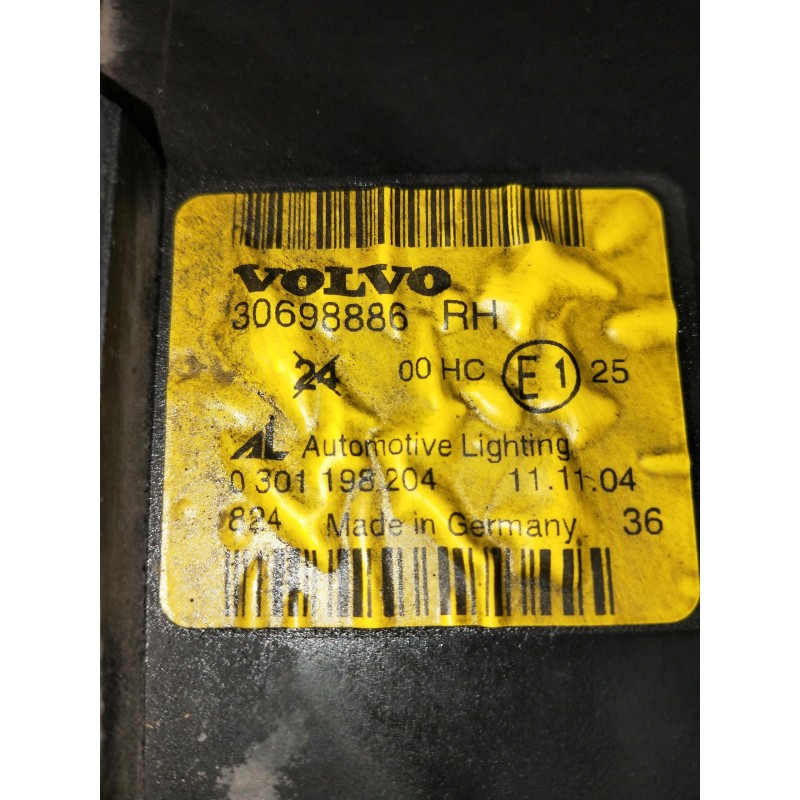 VOLVO
30698886 RH
24 00 HC E1 25
AL Automotive Lighting
0 301 198 204 11.11.04
824 Made in Germany 36